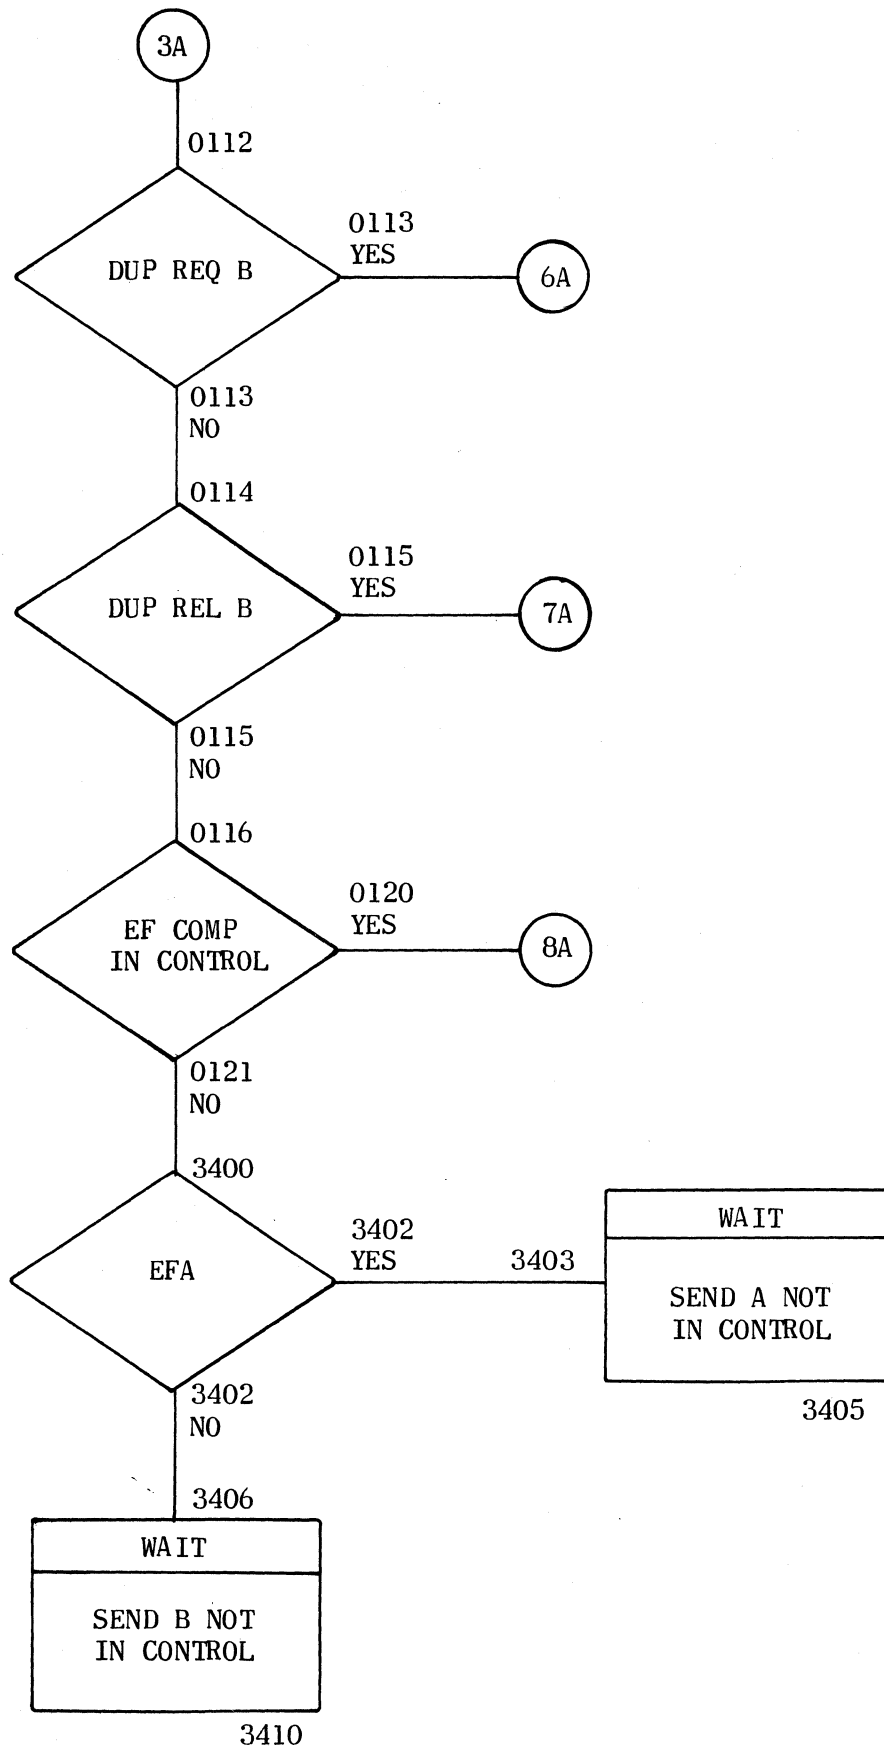 3A
0112
DUP REQ B
0113
YES
6A
0113
NO
0114
DUP REL B
0115
YES
7A
0115
NO
0116
EF COMP
IN CONTROL
0120
YES
8A
0121
NO
3400
EFA
3402
YES
3403
WAIT
SEND A NOT
IN CONTROL
3405
3402
NO
3406
WAIT
SEND B NOT
IN CONTROL
3410